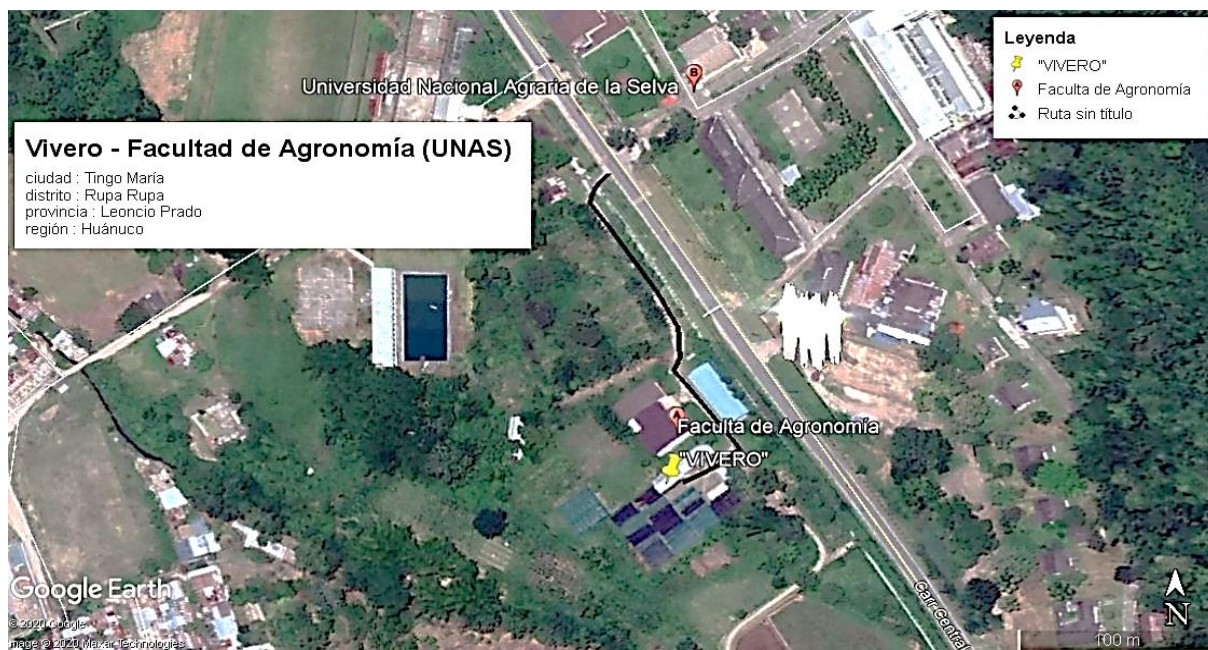 Universidad Nacional Agraria de la Selva
B
Leyenda
"VIVERO"
Faculta de Agronomía
Ruta sin título
Vivero - Facultad de Agronomía (UNAS)
ciudad : Tingo María
distrito : Rupa Rupa
provincia : Leoncio Prado
región : Huánuco
A
Faculta de Agronomía
"VIVERO"
Carr Central
Google Earth
© 2020 Google
Image © 2020 Maxar Technologies
N
100 m